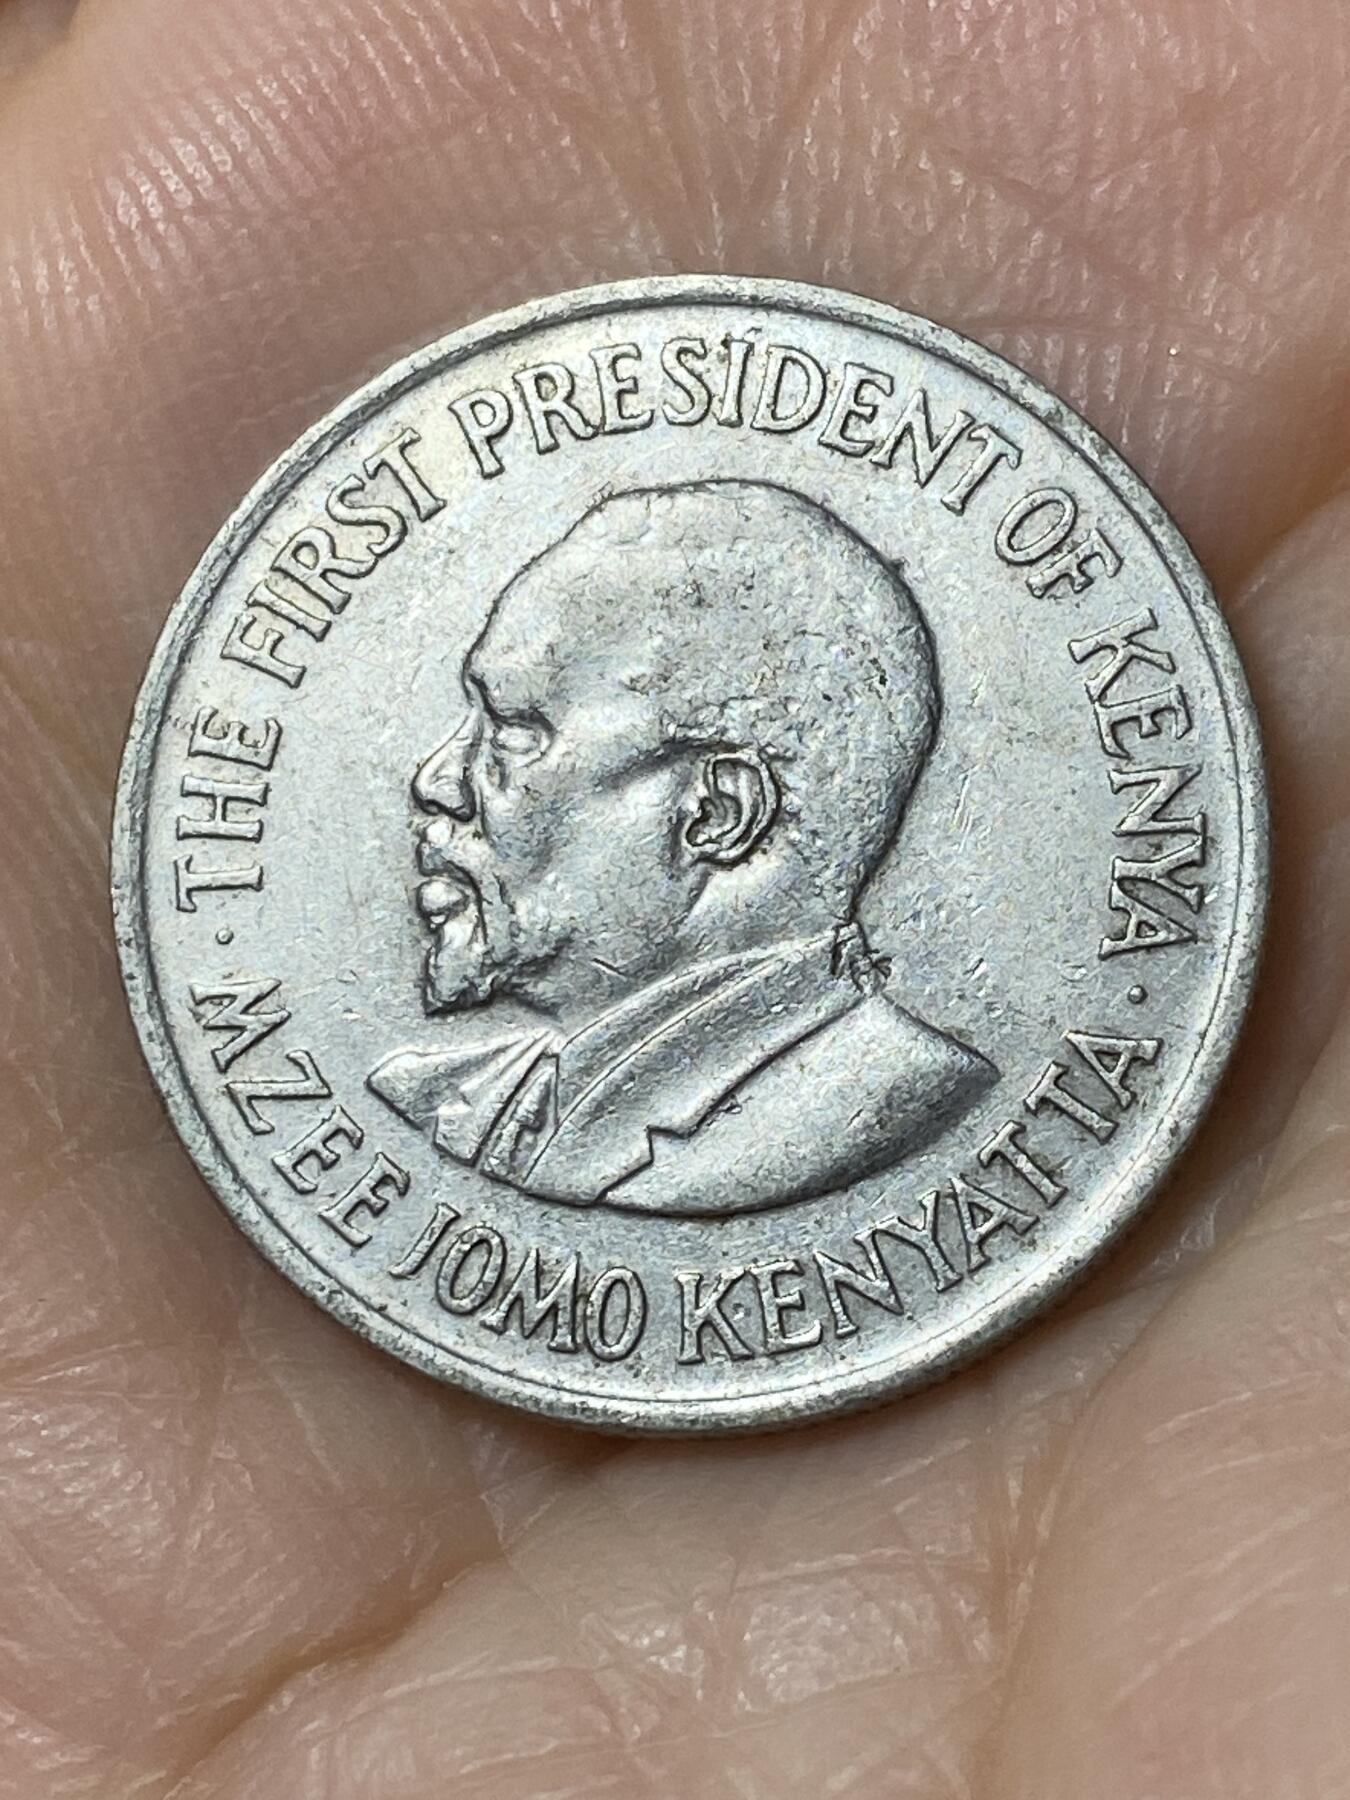 · THE FIRST PRESIDENT OF KENYA ·
MZEE JOMO KENYATTA